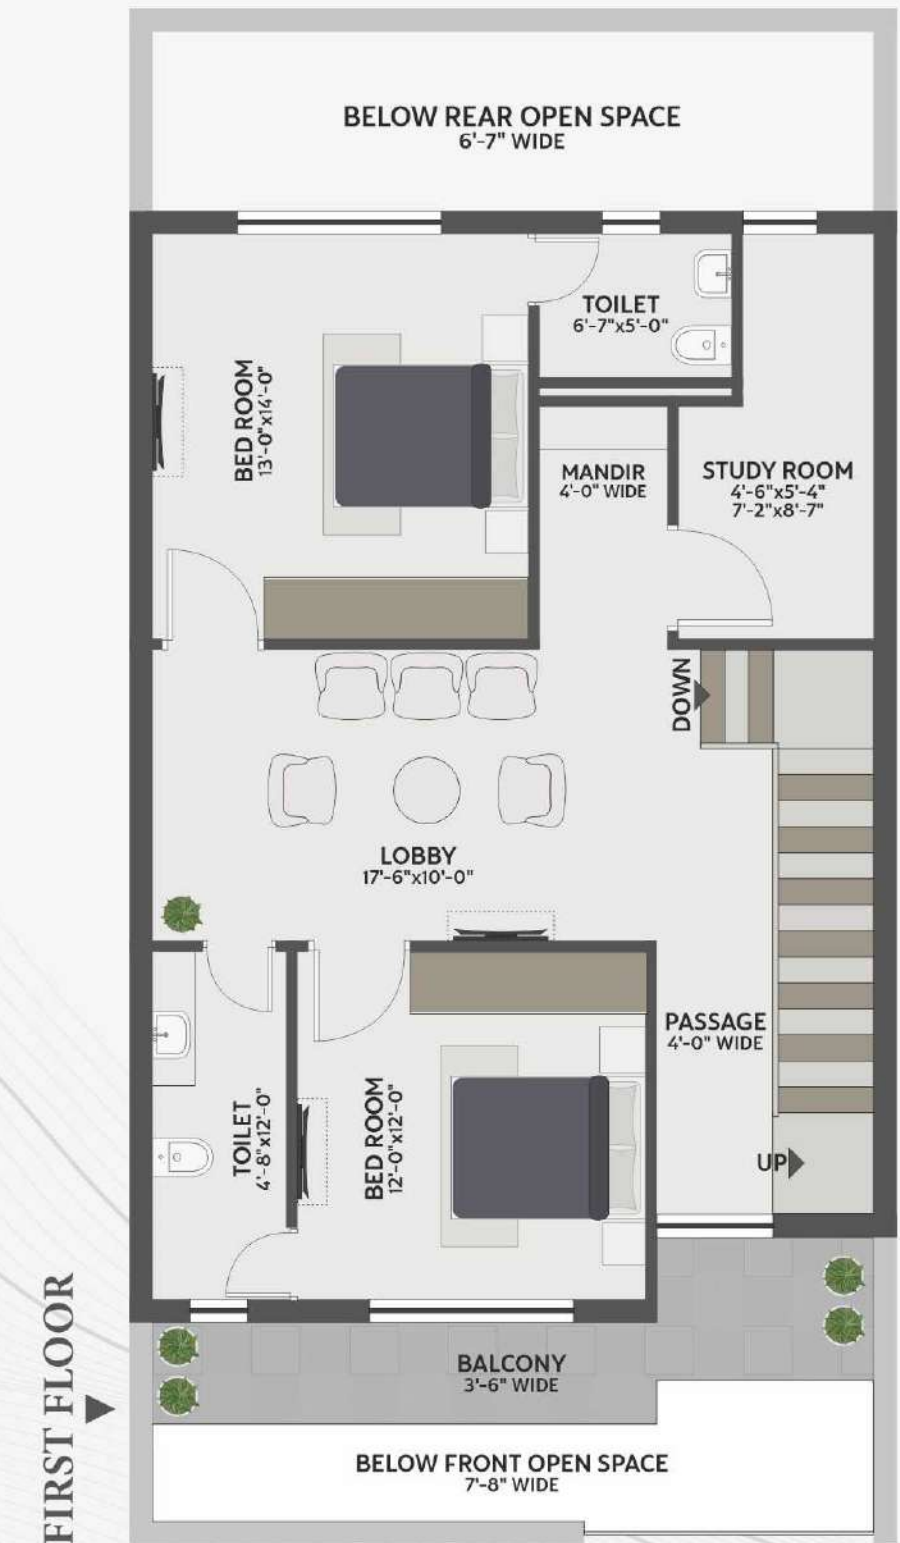 BELOW REAR OPEN SPACE
6'-7" WIDE
TOILET
6'-7"x5'-0"
BED ROOM
13'-0"x14'-0"
MANDIR
4'-0" WIDE
STUDY ROOM
4'-6"x5'-4"
7'-2"x8'-7"
DOWN
LOBBY
17'-6"x10'-0"
PASSAGE
4'-0" WIDE
TOILET
4'-8"x12'-0"
BED ROOM
12'-0"x12'-0"
UP
BALCONY
3'-6" WIDE
BELOW FRONT OPEN SPACE
7'-8" WIDE
FIRST FLOOR